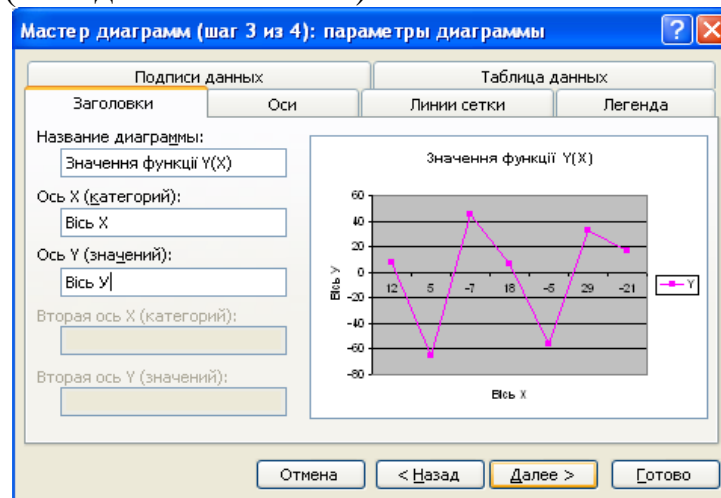 Мастер диаграмм (шаг 3 из 4): параметры диаграммы
Подписи данных
Таблица данных
Заголовки
Оси
Линии сетки
Легенда
Название диаграммы:
Значення функції Y(X)
Ось X (категорий):
Вісь X
Ось Y (значений):
Вісь У
Вторая ось X (категорий):
Вторая ось Y (значений):
Значення функції Y(X)
60
40
20
0
-20
-40
-60
-80
Вісь У
12 5 -7 18 -5 29 -21
Вісь X
Y
Отмена
< Назад
Далее >
Готово